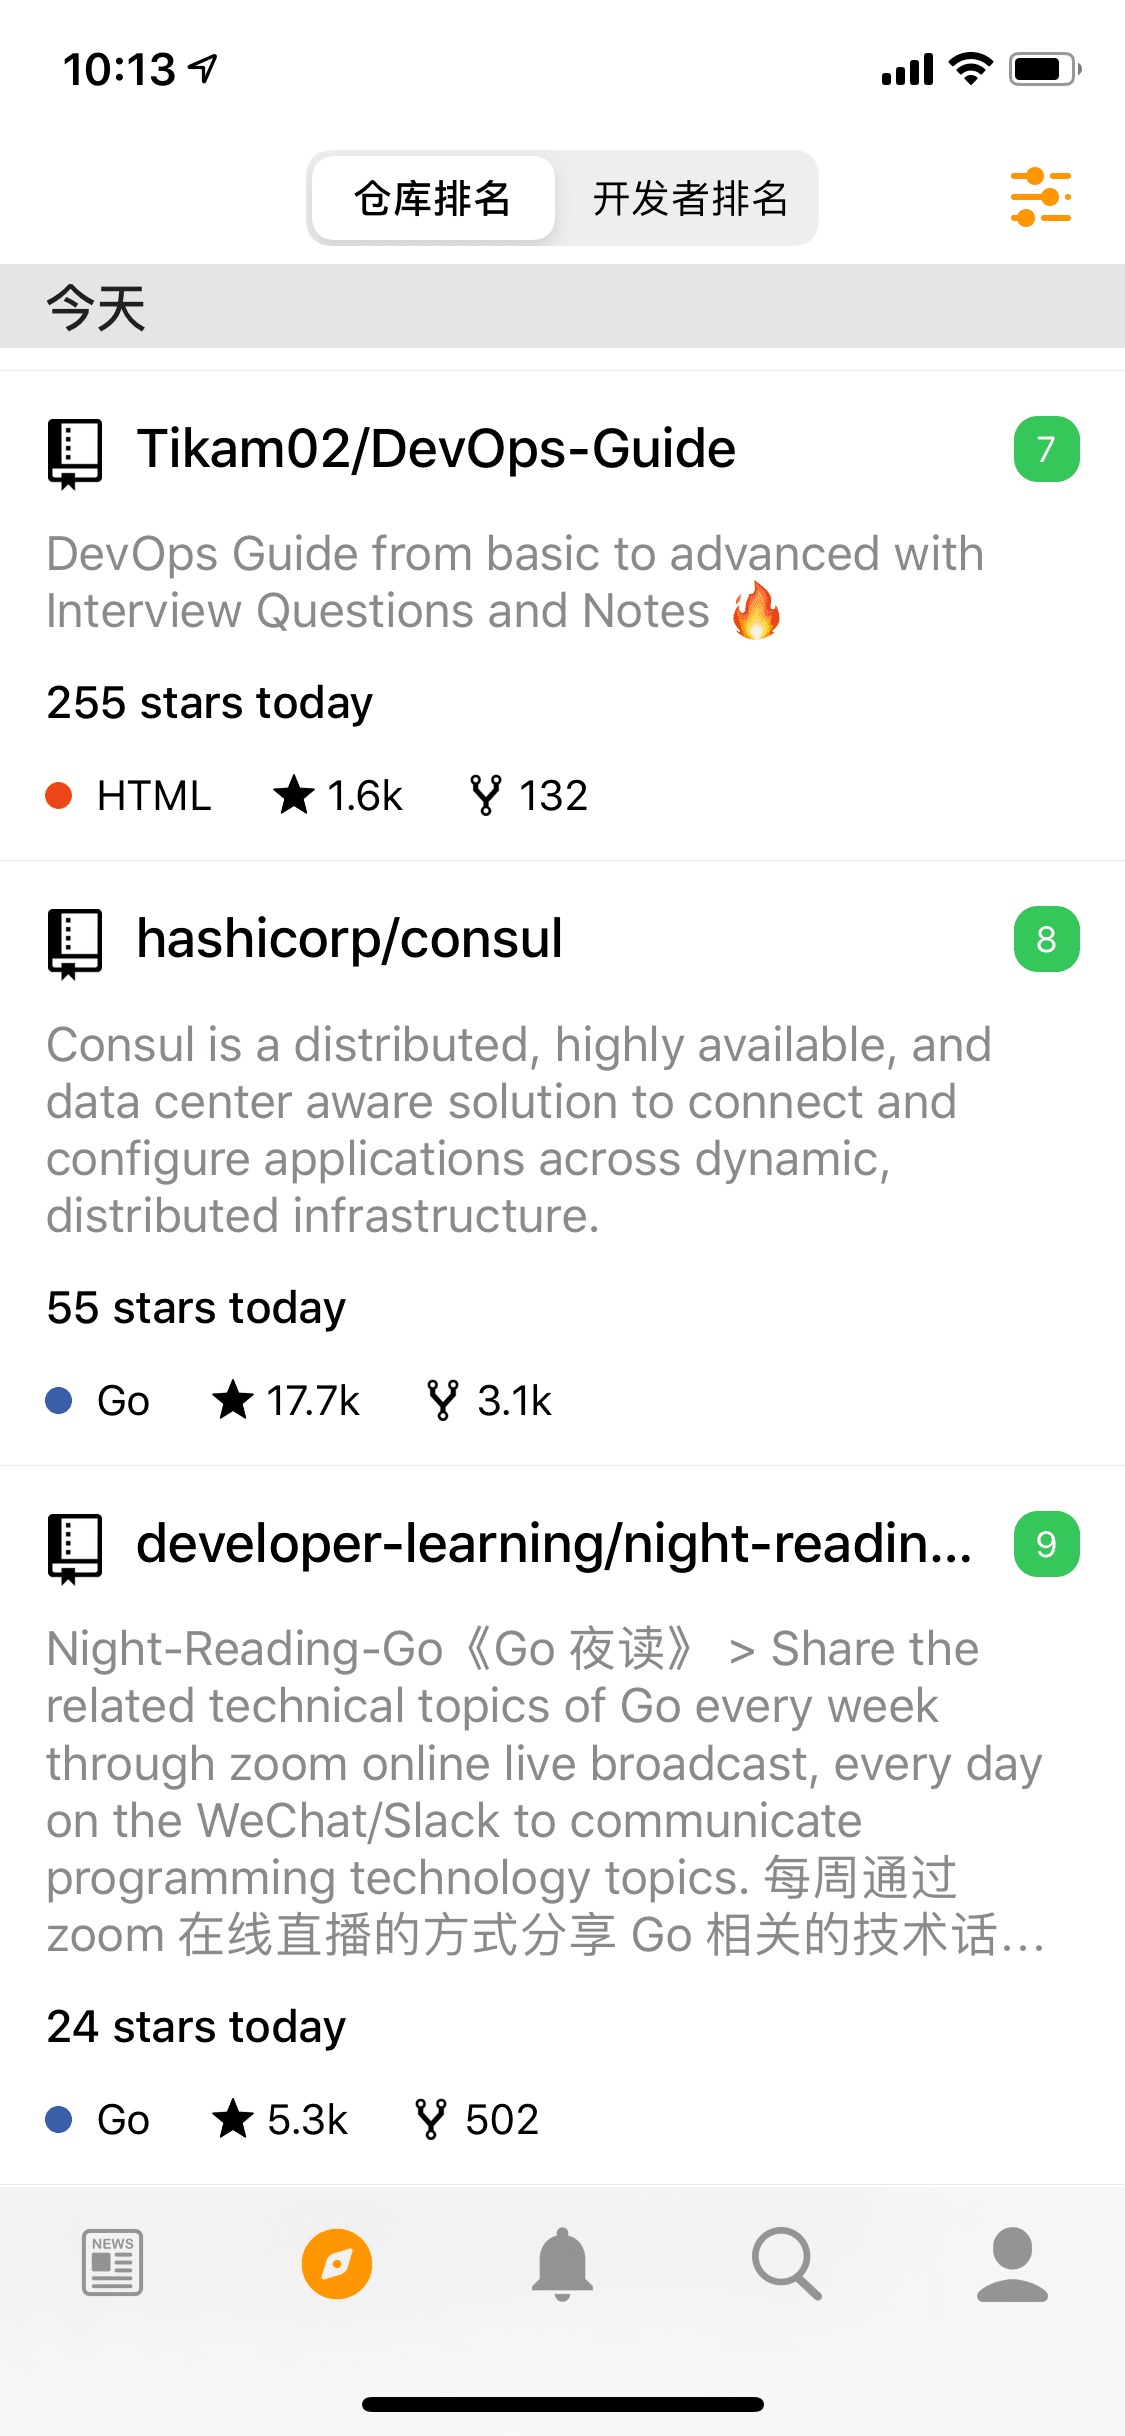 10:13
仓库排名 开发者排名
今天
Tikam02/DevOps-Guide 7
DevOps Guide from basic to advanced with
Interview Questions and Notes 🔥
255 stars today
HTML 1.6k 132
hashicorp/consul 8
Consul is a distributed, highly available, and
data center aware solution to connect and
configure applications across dynamic,
distributed infrastructure.
55 stars today
Go 17.7k 3.1k
developer-learning/night-readin... 9
Night-Reading-Go《Go 夜读》 > Share the
related technical topics of Go every week
through zoom online live broadcast, every day
on the WeChat/Slack to communicate
programming technology topics. 每周通过
zoom 在线直播的方式分享 Go 相关的技术话...
24 stars today
Go 5.3k 502
NEWS